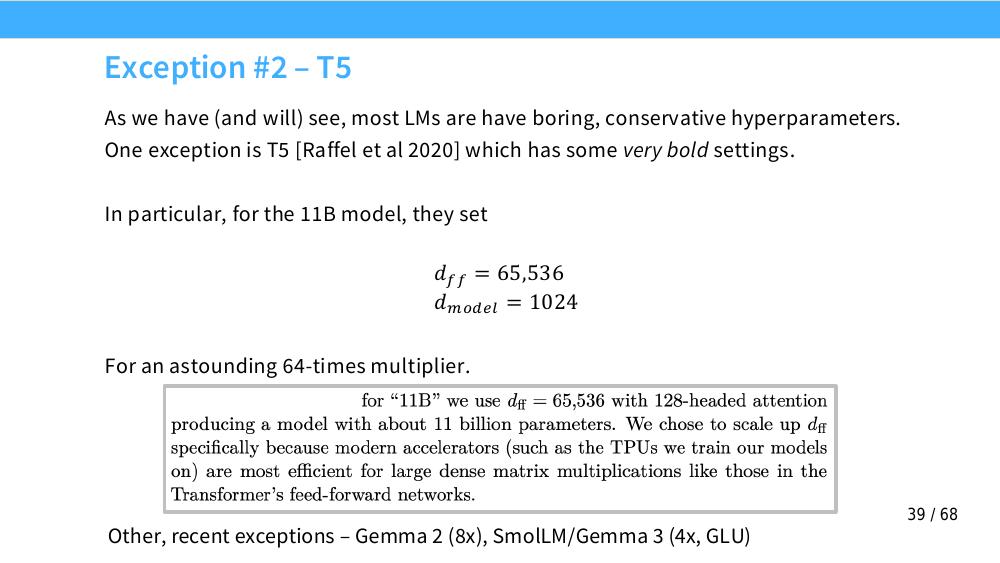 Exception #2 – T5
As we have (and will) see, most LMs are have boring, conservative hyperparameters.
One exception is T5 [Raffel et al 2020] which has some very bold settings.
In particular, for the 11B model, they set
d_{ff} = 65,536
d_{model} = 1024
For an astounding 64-times multiplier.
for “11B” we use d_{ff} = 65,536 with 128-headed attention
producing a model with about 11 billion parameters. We chose to scale up d_{ff}
specifically because modern accelerators (such as the TPUs we train our models
on) are most efficient for large dense matrix multiplications like those in the
Transformer’s feed-forward networks.
39 / 68
Other, recent exceptions – Gemma 2 (8x), SmolLM/Gemma 3 (4x, GLU)